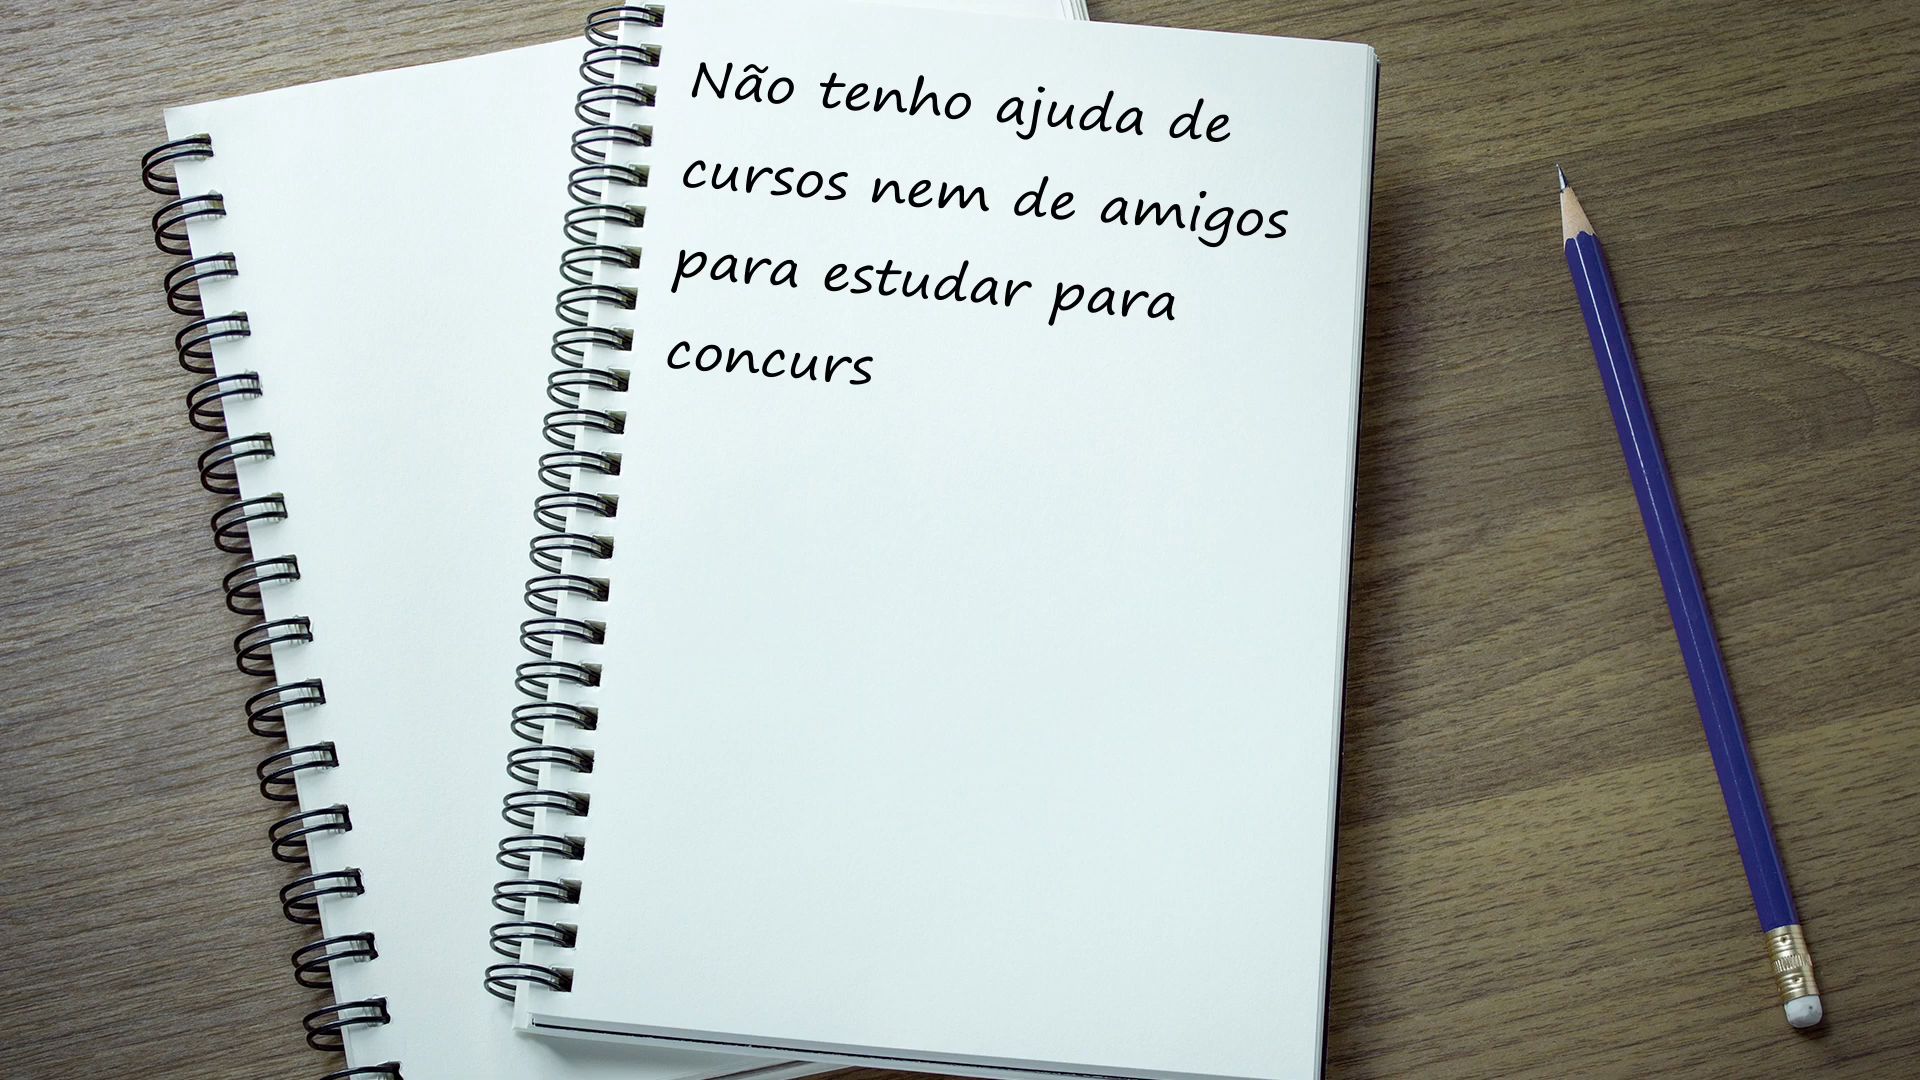 Não tenho ajuda de
cursos nem de amigos
para estudar para
concurs